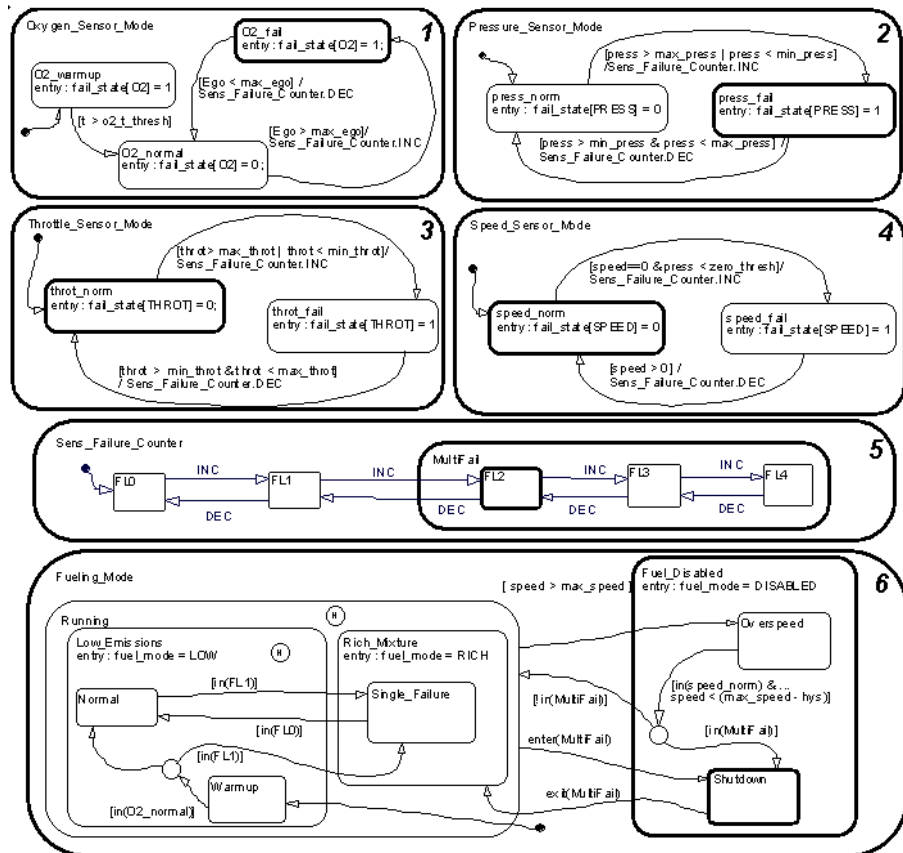 Oxygen_Sensor_Mode
1
O2_fail
entry : fail_state[O2] = 1;
O2_warmup
entry : fail_state[O2] = 1
[Ego < max_ego] /
Sens_Failure_Counter.DEC
[t > o2_t_thresh]
[Ego > max_ego]/
Sens_Failure_Counter.INC
O2_normal
entry : fail_state[O2] = 0;
Pressure_Sensor_Mode
2
[press > max_press | press < min_press]
/Sens_Failure_Counter.INC
press_norm
entry : fail_state[PRESS] = 0
press_fail
entry : fail_state[PRESS] = 1
[press > min_press & press < max_press] /
Sens_Failure_Counter.DEC
Throttle_Sensor_Mode
3
[throt> max_throt | throt < min_throt]/
Sens_Failure_Counter.INC
throt_norm
entry : fail_state[THROT] = 0;
throt_fail
entry : fail_state[THROT] = 1
[throt > min_throt &throt < max_throt]
/ Sens_Failure_Counter.DEC
Speed_Sensor_Mode
4
[speed==0 &press < zero_thresh]/
Sens_Failure_Counter.INC
speed_norm
entry : fail_state[SPEED] = 0
speed_fail
entry : fail_state[SPEED] = 1
[speed >0] /
Sens_Failure_Counter.DEC
Sens_Failure_Counter
5
MultiFail
INC
INC
INC
INC
FL0
FL1
FL2
FL3
FL4
DEC
DEC
DEC
DEC
Fueling_Mode
6
[ speed > max_speed ]
Fuel_Disabled
entry : fuel_mode = DISABLED
Running
H
Low_Emissions
entry : fuel_mode = LOW
H
Rich_Mixture
entry : fuel_mode = RICH
Overspeed
[in(FL1)]
Normal
Single_Failure
[in(FL0)]
[in(speed_norm) &...
speed < (max_speed - hys)]
[!in(MultiFail)]
[in(MultiFail)]
[in(FL1)]
enter(MultiFail)
Warmup
Shutdown
[in(O2_normal)]
exit(MultiFail)